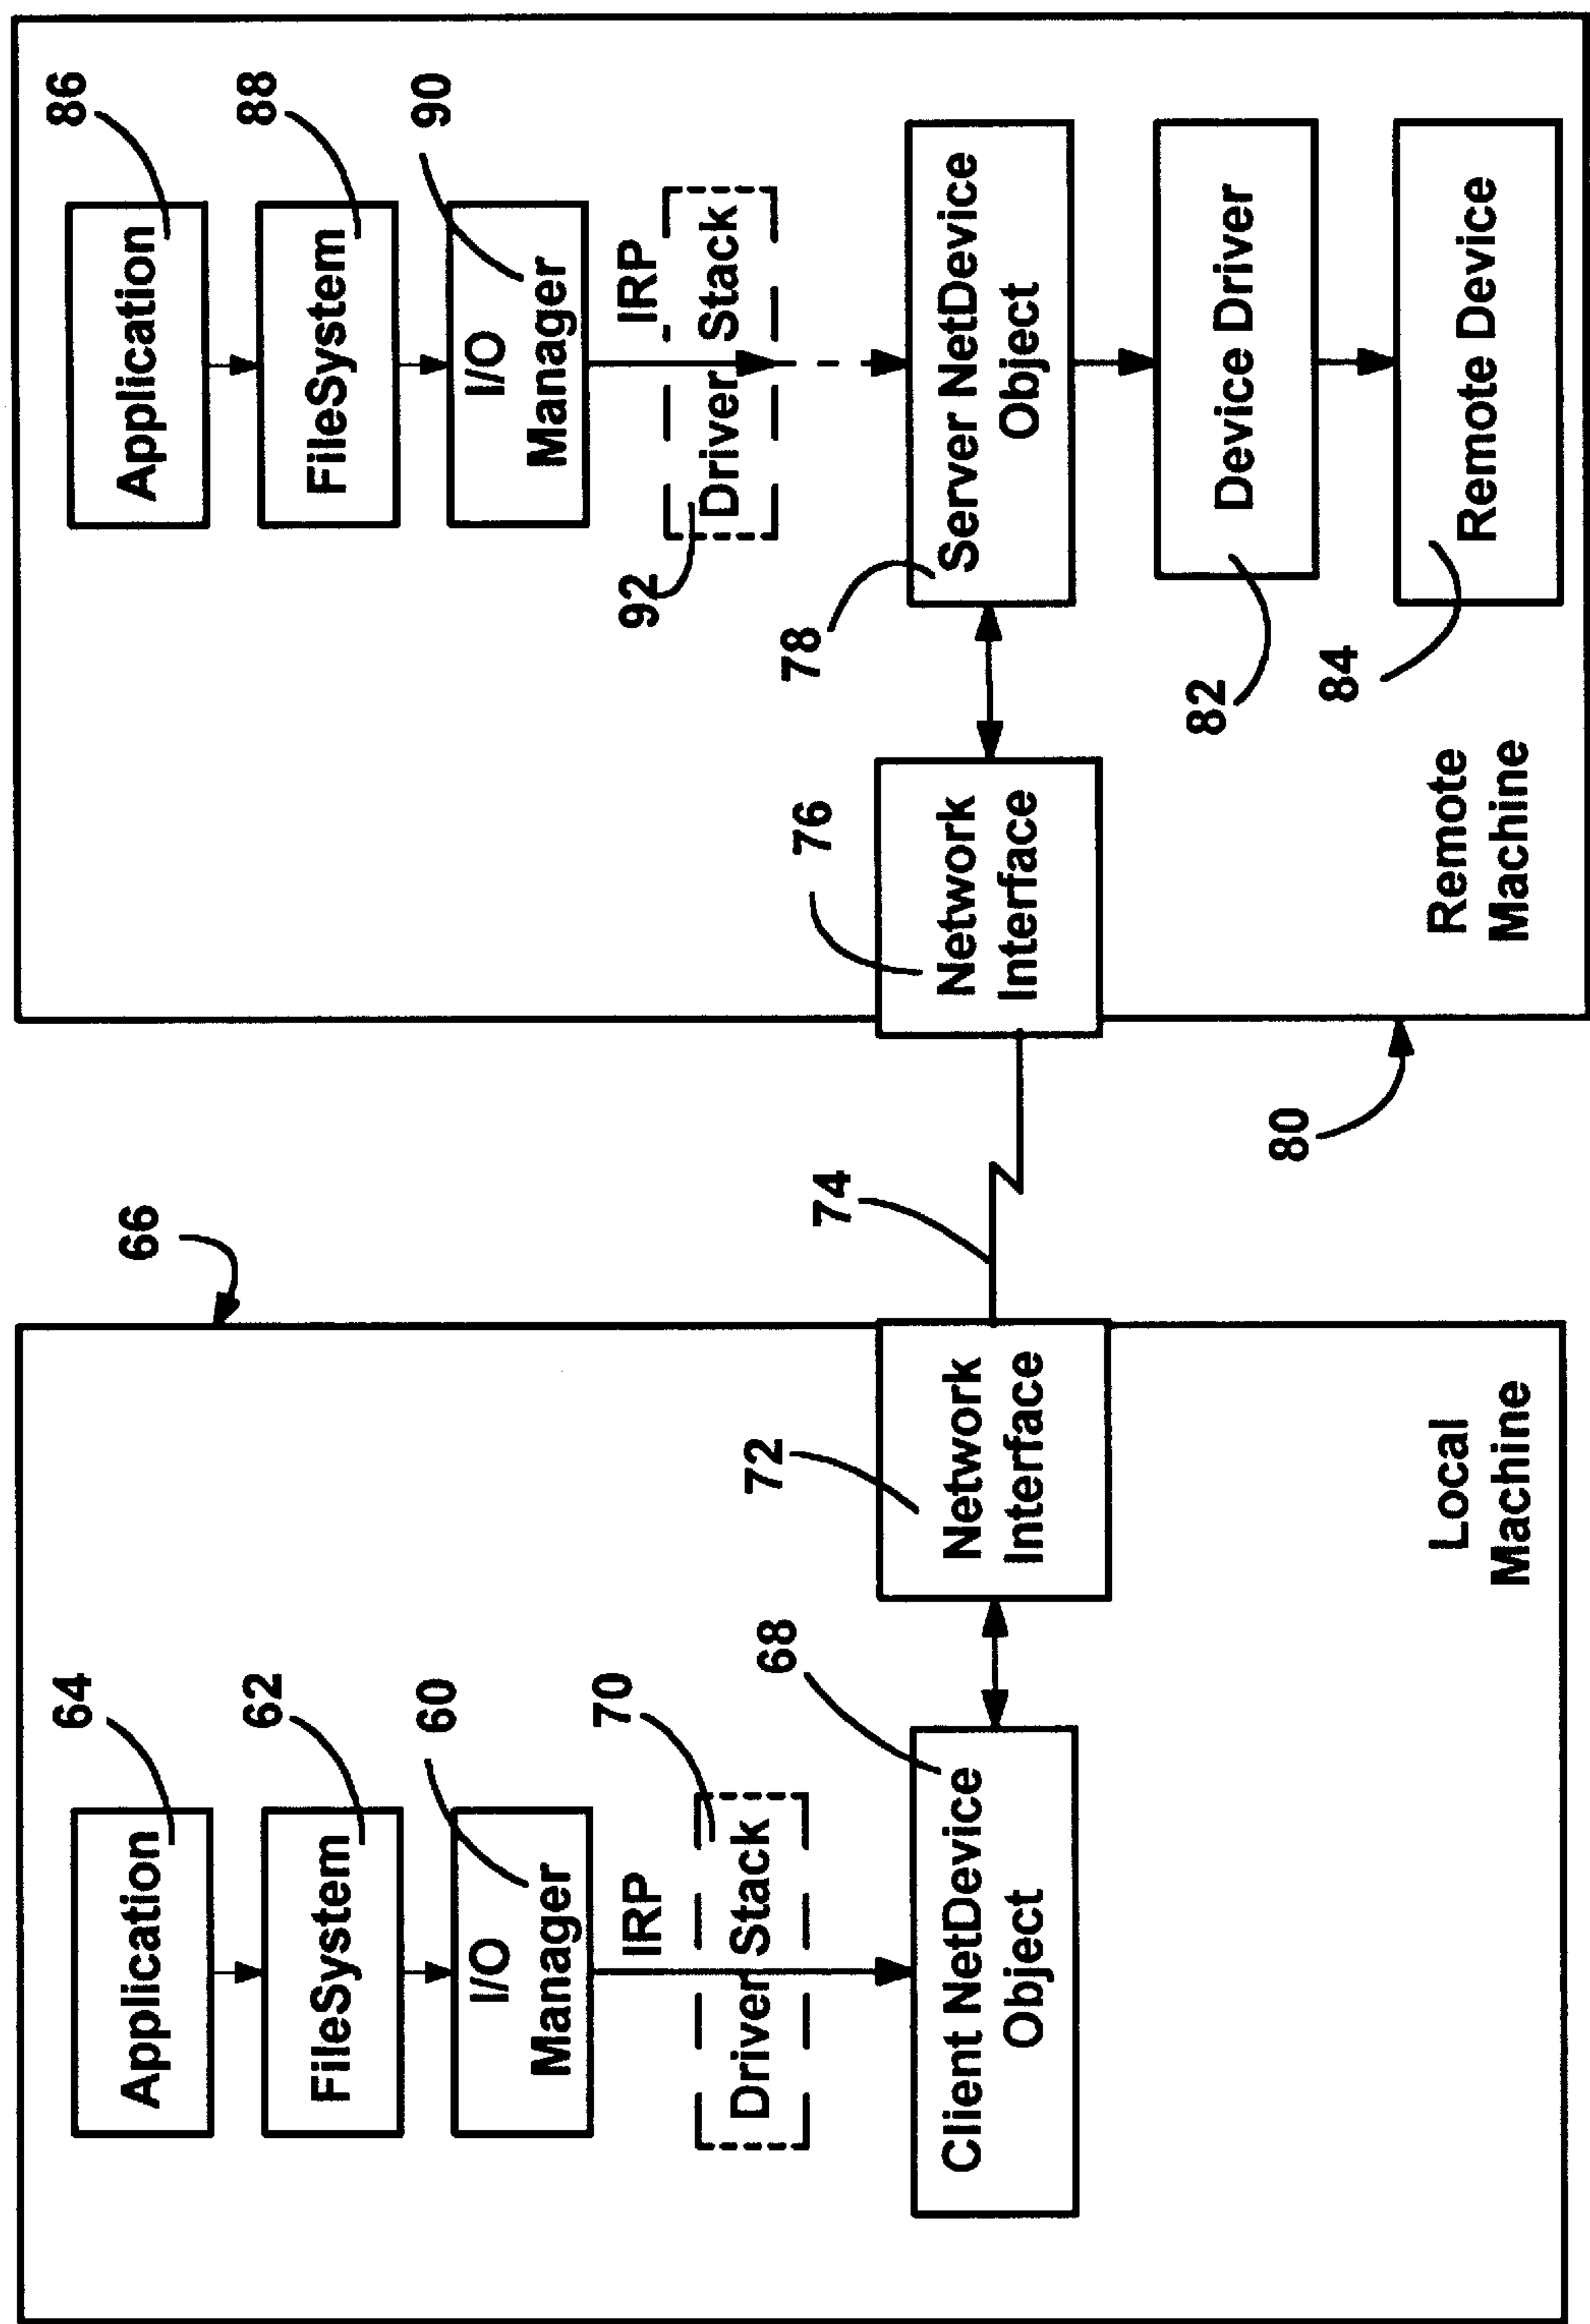 66
64
Application
62
FileSystem
60
I/O
Manager
IRP
70
Driver Stack
68
Client NetDevice
Object
72
Network
Interface
Local
Machine
74
80
86
Application
88
FileSystem
90
I/O
Manager
IRP
92
Driver Stack
78
Server NetDevice
Object
76
Network
Interface
82
Device Driver
84
Remote Device
Remote
Machine